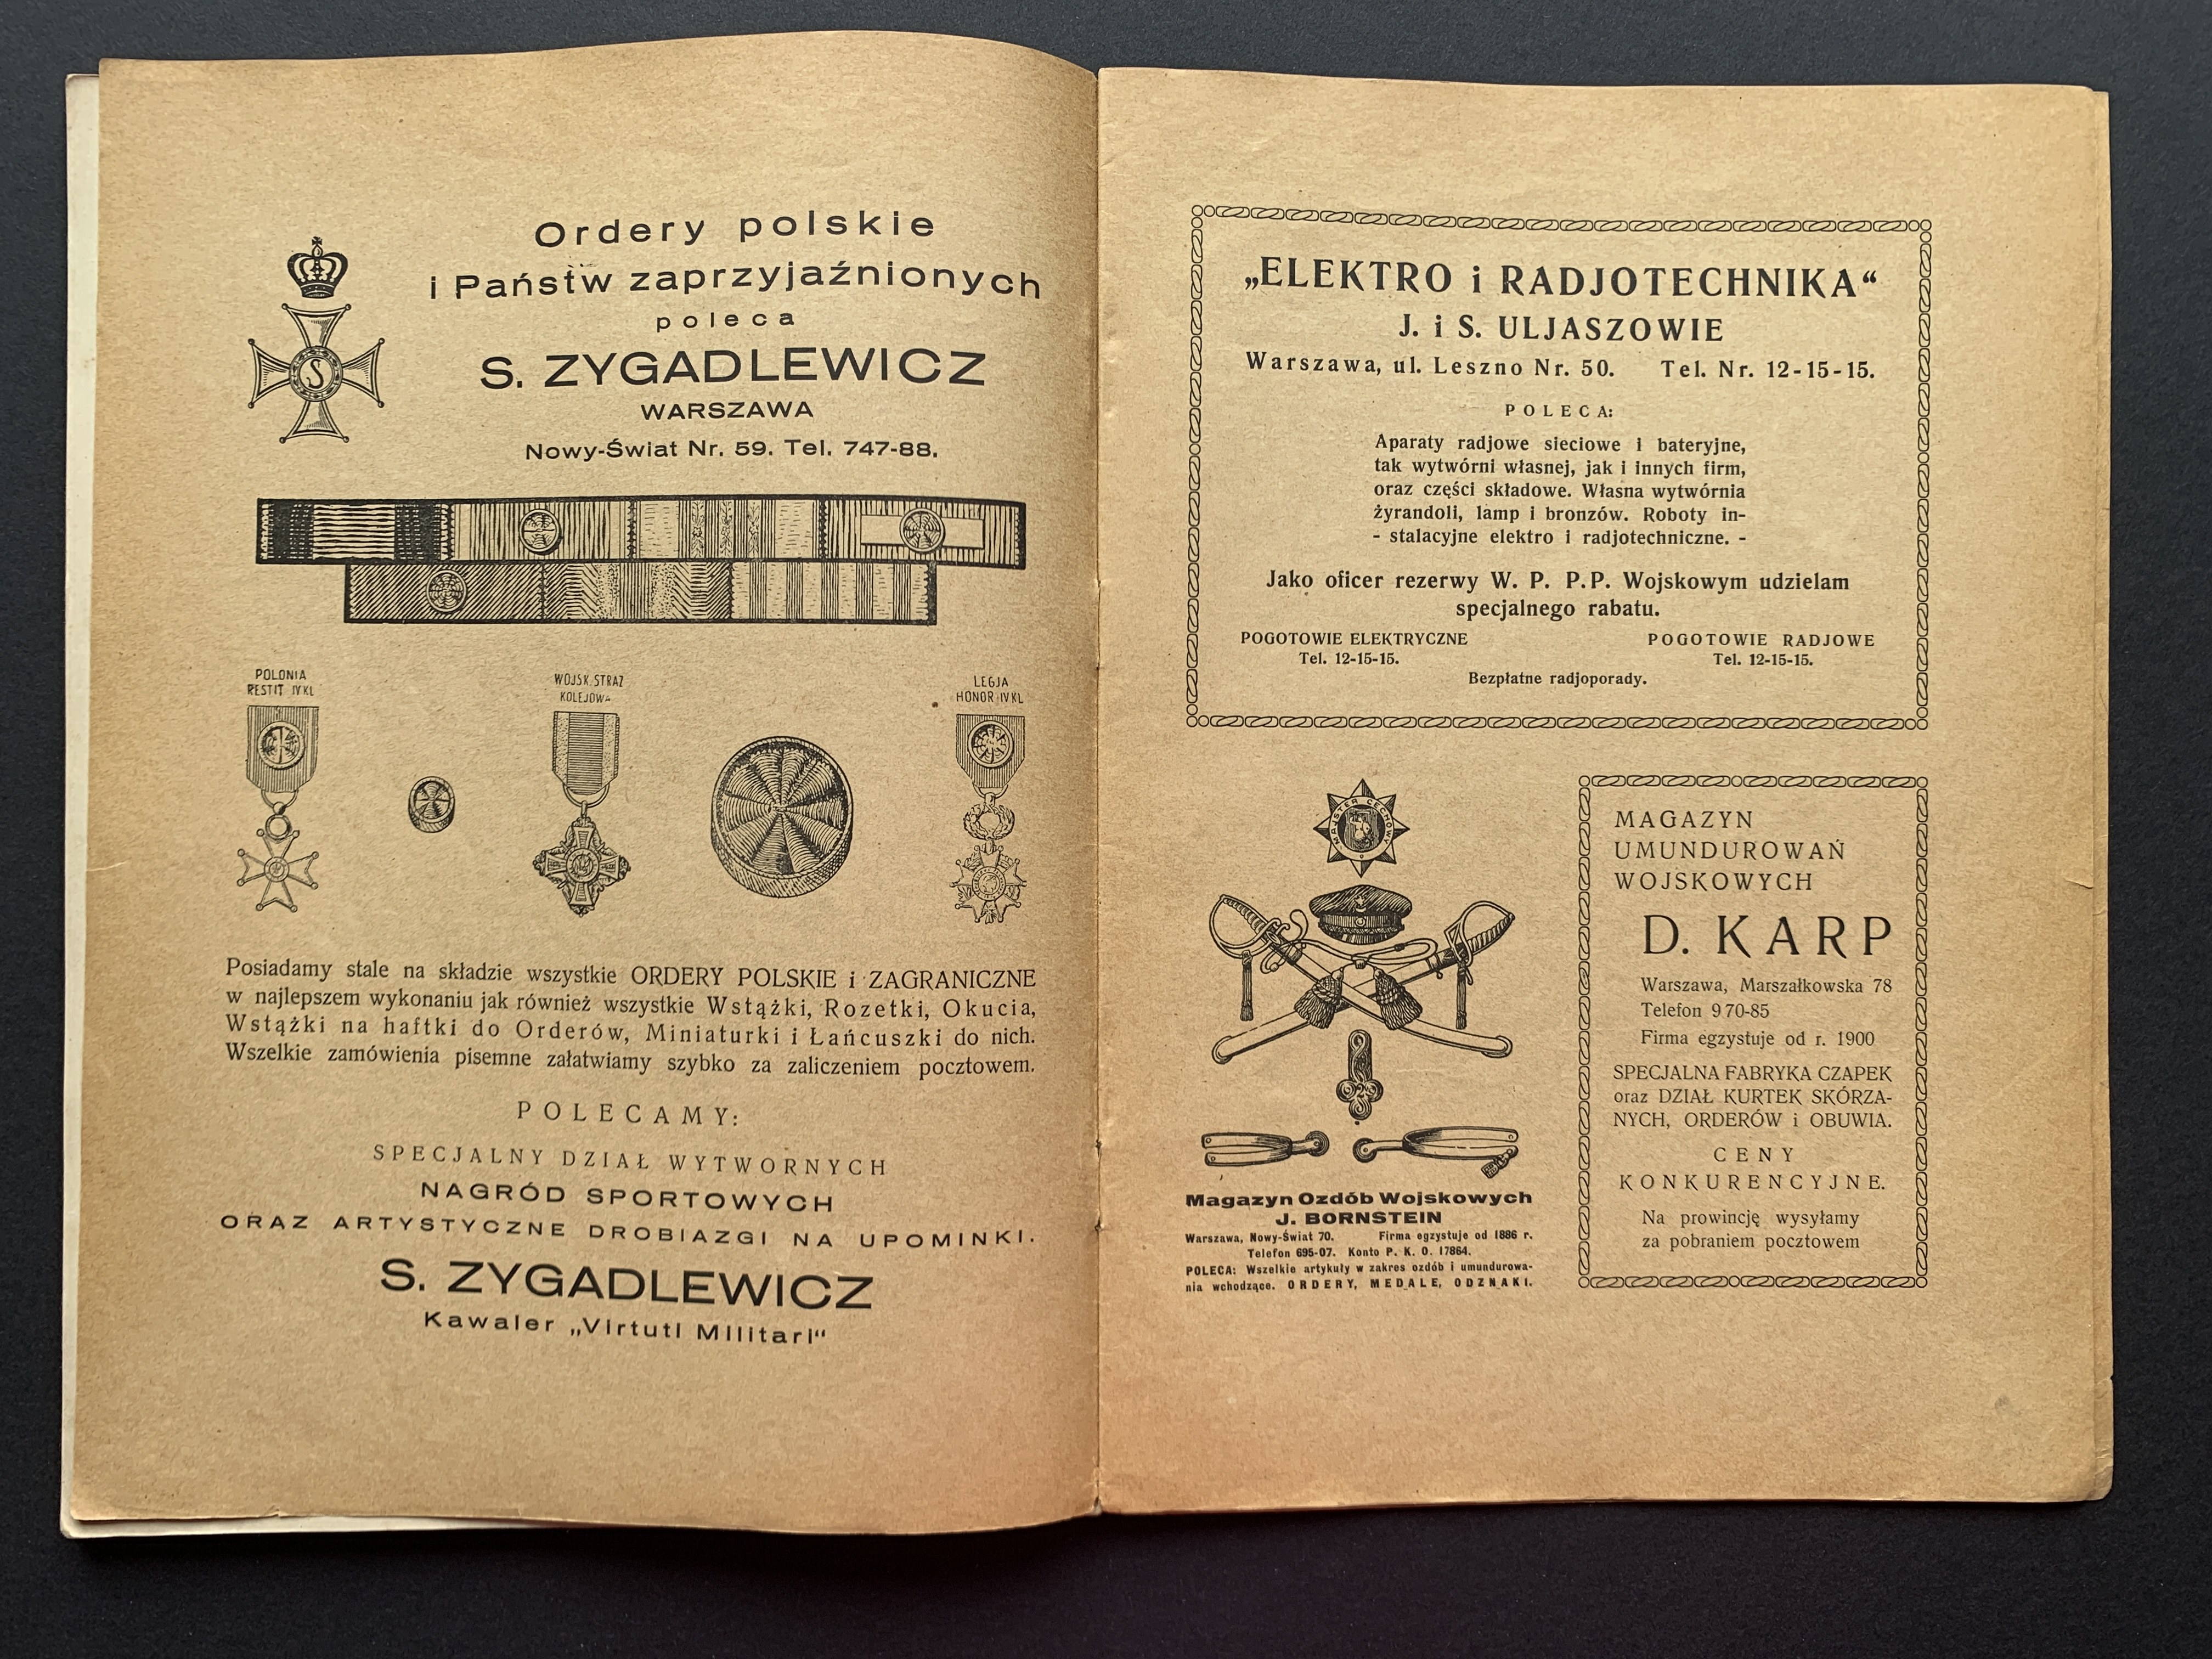 Ordery polskie
i Państw zaprzyjaźnionych
poleca
S. ZYGADLEWICZ
WARSZAWA
Nowy-Świat Nr. 59. Tel. 747-88.
S
POLONIA
RESTIT IV KL
WOJSK. STRAŻ
KOLEJOWA
LEGJA
HONOR IV KL
Posiadamy stale na składzie wszystkie ORDERY POLSKIE i ZAGRANICZNE
w najlepszem wykonaniu jak również wszystkie Wstążki, Rozetki, Okucia,
Wstążki na haftki do Orderów, Miniaturki i Łańcuszki do nich.
Wszelkie zamówienia pisemne załatwiamy szybko za zaliczeniem pocztowem.
POLECAMY:
SPECJALNY DZIAŁ WYTWORNYCH
NAGRÓD SPORTOWYCH
ORAZ ARTYSTYCZNE DROBIAZGI NA UPOMINKI.
S. ZYGADLEWICZ
Kawaler „Virtuti Militari“
„ELEKTRO i RADJOTECHNIKA“
J. i S. ULJASZOWIE
Warszawa, ul. Leszno Nr. 50. Tel. Nr. 12-15-15.
POLECA:
Aparaty radjowe sieciowe i bateryjne,
tak wytwórni własnej, jak i innych firm,
oraz części składowe. Własna wytwórnia
żyrandoli, lamp i bronzów. Roboty in-
- stalacyjne elektro i radjotechniczne. -
Jako oficer rezerwy W. P. P.P. Wojskowym udzielam
specjalnego rabatu.
POGOTOWIE ELEKTRYCZNE
Tel. 12-15-15.
POGOTOWIE RADJOWE
Tel. 12-15-15.
Bezpłatne radjoporady.
MAJSTER CECHOWY
Magazyn Ozdób Wojskowych
J. BORNSTEIN
Warszawa, Nowy-Świat 70. Firma egzystuje od 1886 r.
Telefon 695-07. Konto P. K. O. 17864.
POLECA: Wszelkie artykuły w zakres ozdób i umundurowa-
nia wchodzące. ORDERY, MEDALE, ODZNAKI.
MAGAZYN
UMUNDUROWAŃ
WOJSKOWYCH
D. KARP
Warszawa, Marszałkowska 78
Telefon 970-85
Firma egzystuje od r. 1900
SPECJALNA FABRYKA CZAPEK
oraz DZIAŁ KURTEK SKÓRZA-
NYCH, ORDERÓW i OBUWIA.
CENY
KONKURENCYJNE.
Na prowincję wysyłamy
za pobraniem pocztowem